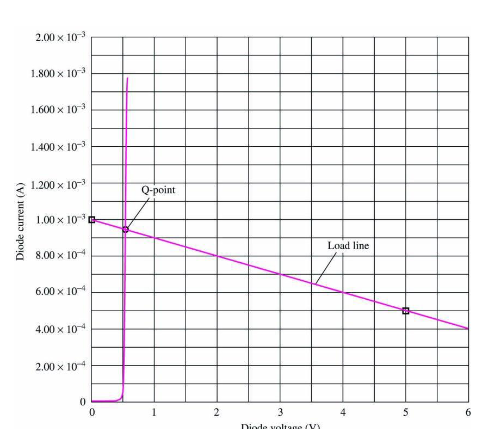 2.00 × 10⁻³
1.800 × 10⁻³
1.600 × 10⁻³
1.400 × 10⁻³
1.200 × 10⁻³
Q-point
1.00 × 10⁻³
Diode current (A)
Load line
8.00 × 10⁻⁴
6.00 × 10⁻⁴
4.00 × 10⁻⁴
2.00 × 10⁻⁴
0
0 1 2 3 4 5 6
Diode voltage (V)